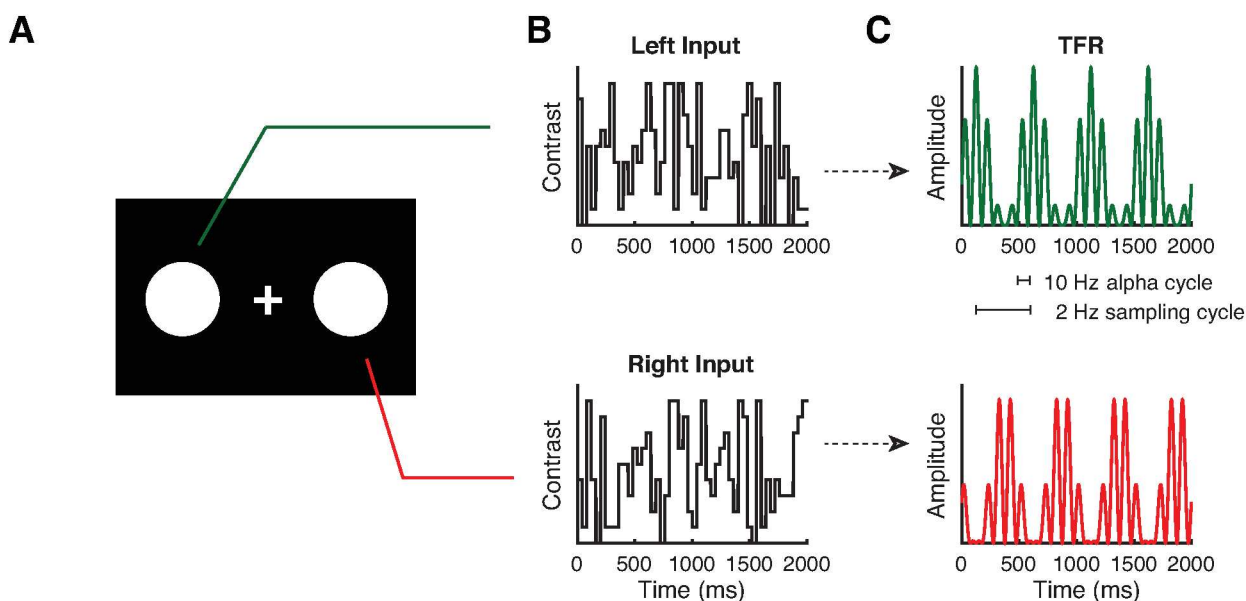 A
B
C
Left Input
TFR
Contrast
Amplitude
0 500 1000 1500 2000
0 500 1000 1500 2000
10 Hz alpha cycle
2 Hz sampling cycle
Right Input
Contrast
Amplitude
0 500 1000 1500 2000
0 500 1000 1500 2000
Time (ms)
Time (ms)